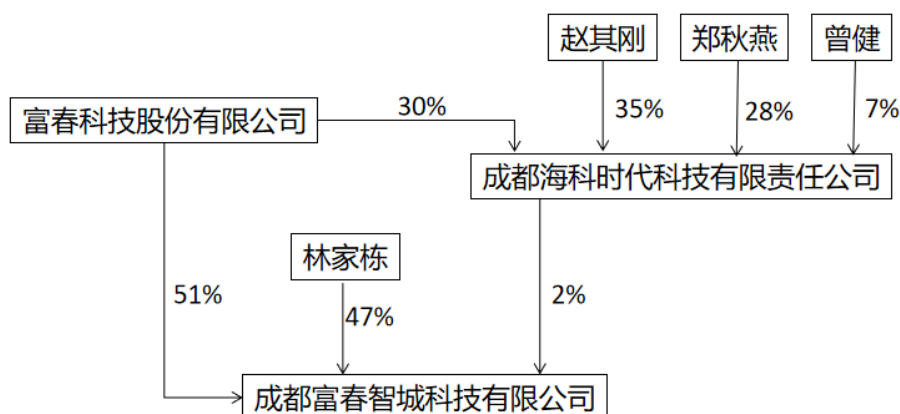 赵其刚
郑秋燕
曾健
富春科技股份有限公司
30%
35%
28%
7%
成都海科时代科技有限责任公司
林家栋
51%
47%
2%
成都富春智城科技有限公司